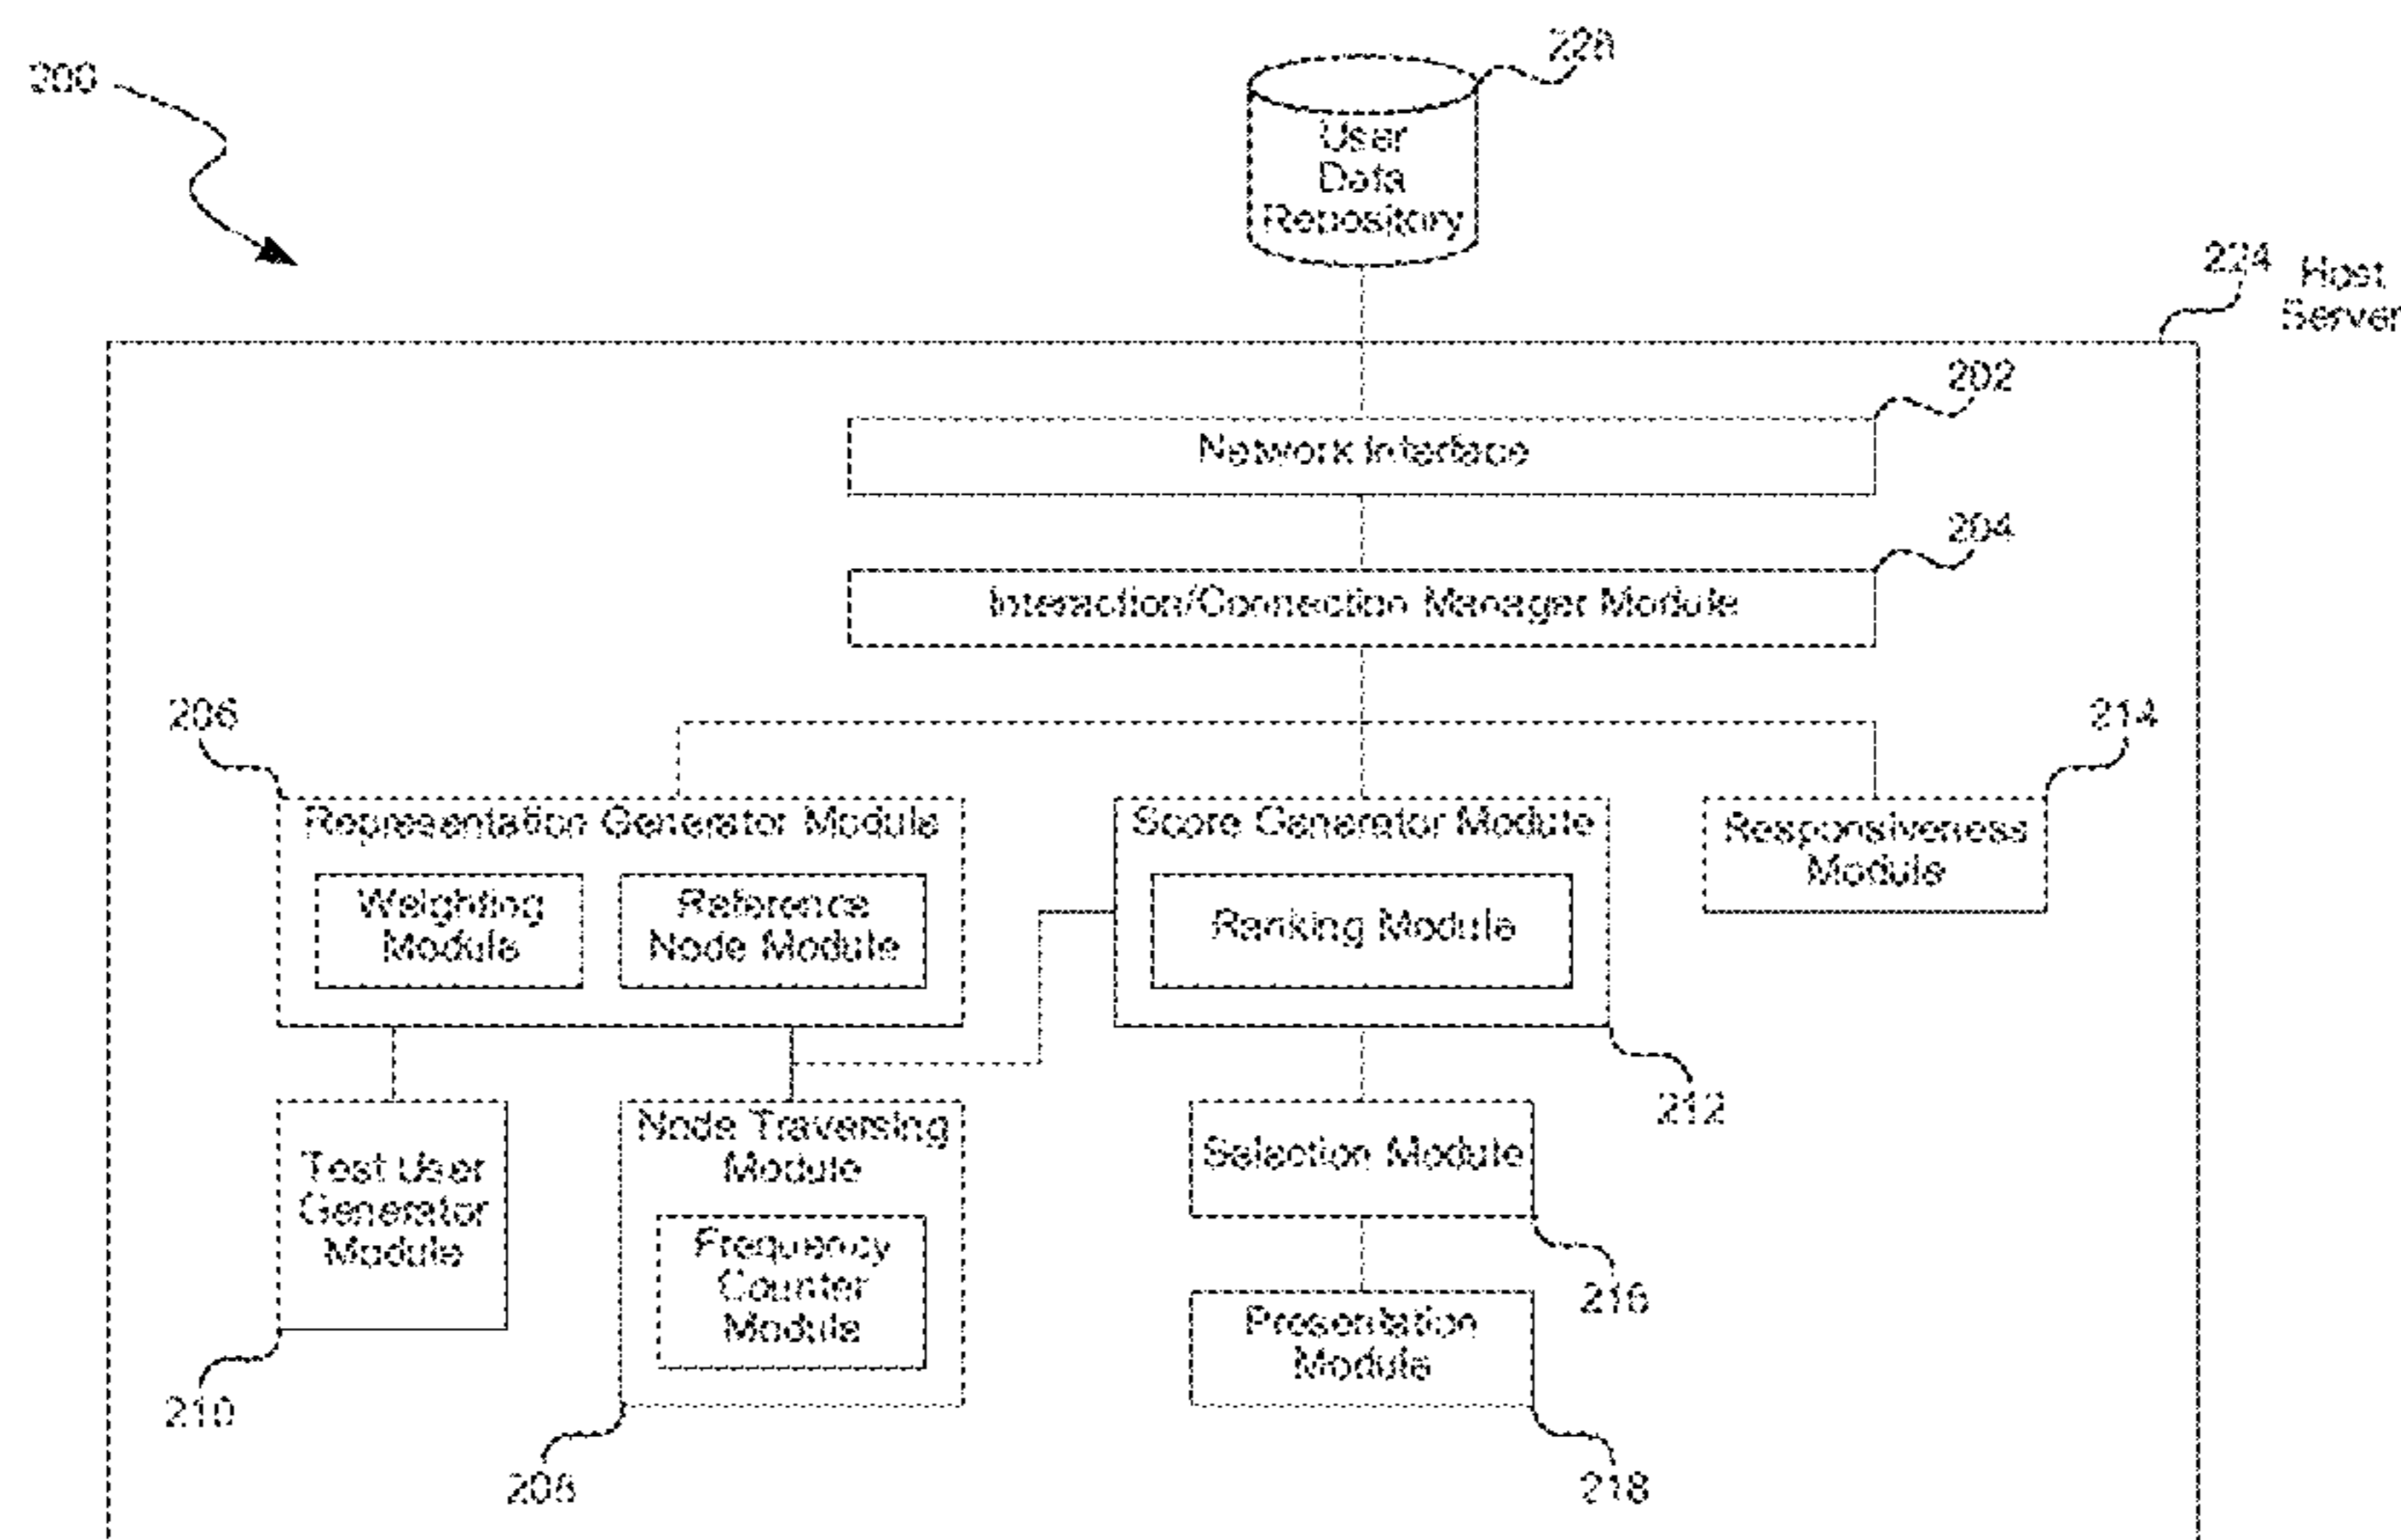 200
228
User
Data
Repository
224
Host
Server
202
Network Interface
204
Interaction/Connection Manager Module
206
214
Representation Generator Module
Score Generator Module
Responsiveness
Module
Weighting
Module
Reference
Node Module
Ranking Module
212
Test User
Generator
Module
Node Traversing
Module
Selection Module
Frequency
Counter
Module
216
Presentation
Module
210
208
218